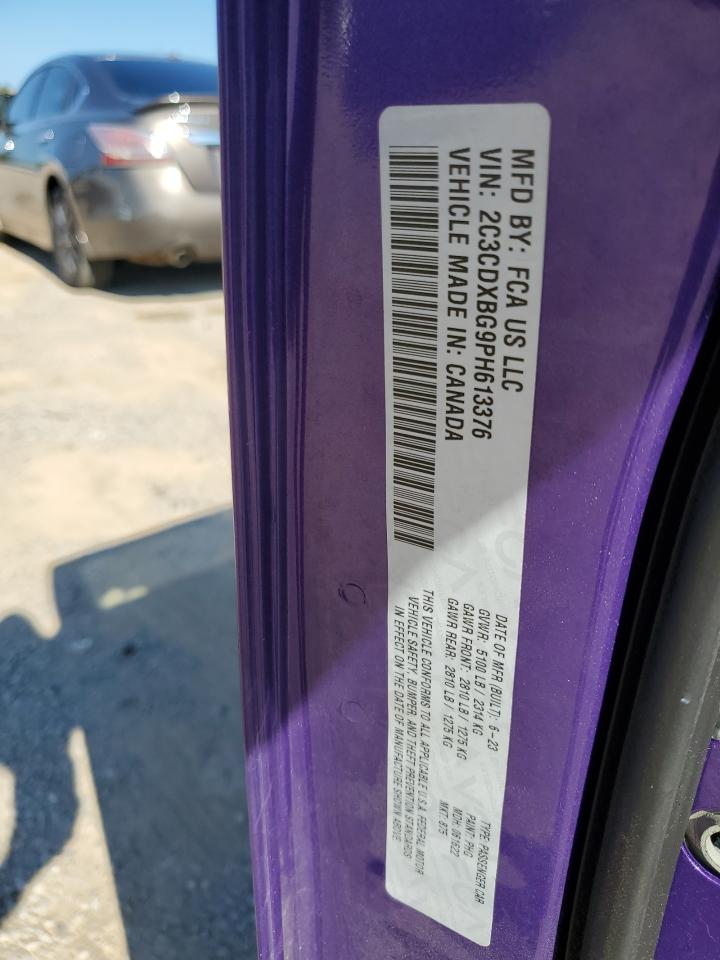 MFD BY: FCA US LLC
VIN: 2C3CDXBG9PH613376
VEHICLE MADE IN: CANADA
DATE OF MFR (BUILT): 6-23
GVWR: 5100 LB / 2314 KG
GAWR FRONT: 2810 LB / 1275 KG
GAWR REAR: 2810 LB / 1275 KG
THIS VEHICLE CONFORMS TO ALL APPLICABLE U.S.A. FEDERAL MOTOR
VEHICLE SAFETY, BUMPER, AND THEFT PREVENTION STANDARDS
IN EFFECT ON THE DATE OF MANUFACTURE SHOWN ABOVE.
TYPE: PASSENGER CAR
PAINT: PHG
MDH: 061622
MKT: B/S